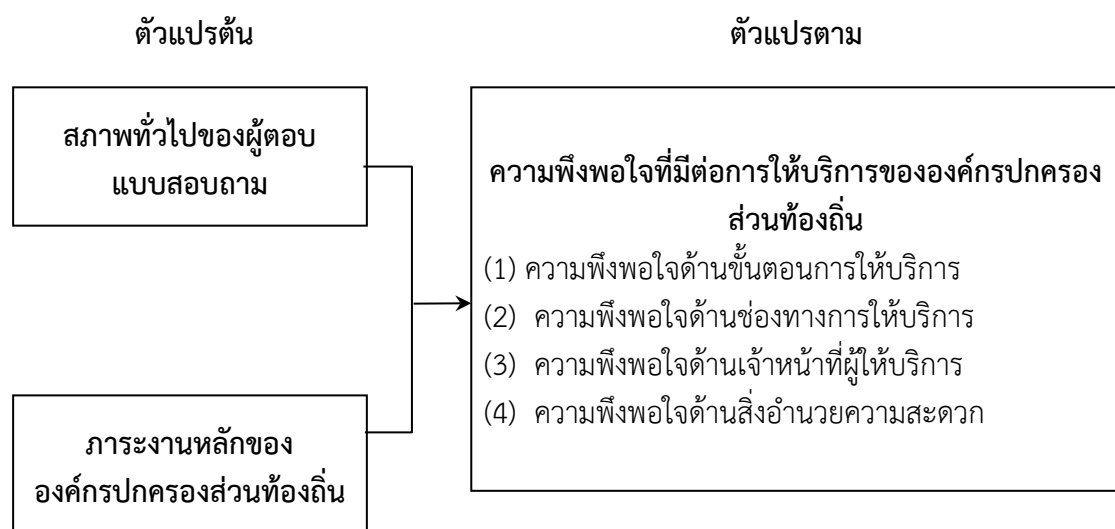 ตัวแปรต้น
ตัวแปรตาม
สภาพทั่วไปของผู้ตอบ
แบบสอบถาม
ภาระงานหลักของ
องค์กรปกครองส่วนท้องถิ่น
ความพึงพอใจที่มีต่อการให้บริการขององค์กรปกครอง
ส่วนท้องถิ่น
(1) ความพึงพอใจด้านขั้นตอนการให้บริการ
(2) ความพึงพอใจด้านช่องทางการให้บริการ
(3) ความพึงพอใจด้านเจ้าหน้าที่ผู้ให้บริการ
(4) ความพึงพอใจด้านสิ่งอำนวยความสะดวก